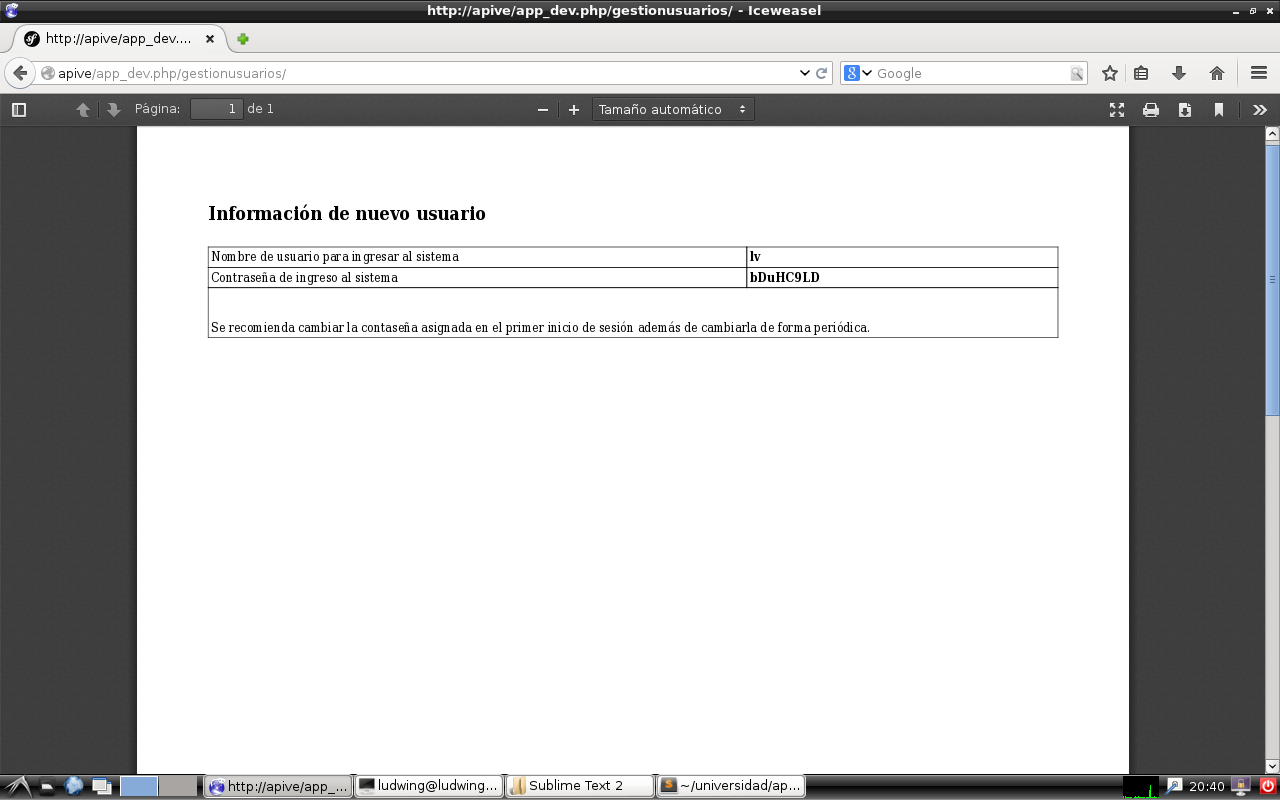 http://apive/app_dev.php/gestionusuarios/ - Iceweasel
sf http://apive/app_dev....
apive/app_dev.php/gestionusuarios/
Google
Página: 1 de 1
Tamaño automático
Información de nuevo usuario
Nombre de usuario para ingresar al sistema lv
Contraseña de ingreso al sistema bDuHC9LD
Se recomienda cambiar la contaseña asignada en el primer inicio de sesión además de cambiarla de forma periódica.
http://apive/app_... ludwing@ludwing... Sublime Text 2 ~/universidad/ap... 20:40